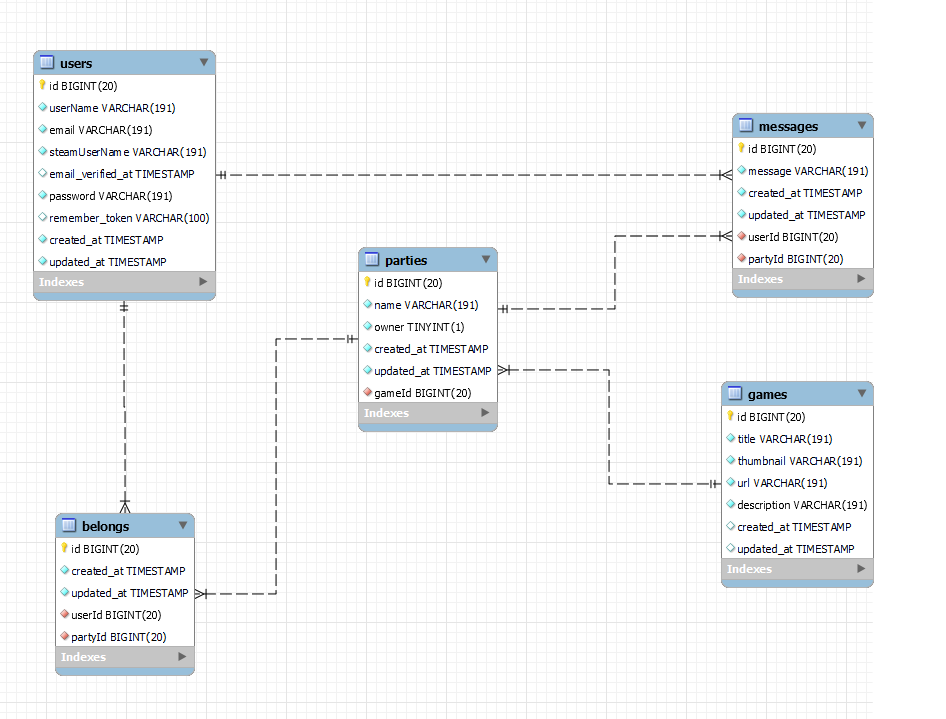 users
id BIGINT(20)
userName VARCHAR(191)
email VARCHAR(191)
steamUserName VARCHAR(191)
email_verified_at TIMESTAMP
password VARCHAR(191)
remember_token VARCHAR(100)
created_at TIMESTAMP
updated_at TIMESTAMP
Indexes
messages
id BIGINT(20)
message VARCHAR(191)
created_at TIMESTAMP
updated_at TIMESTAMP
userId BIGINT(20)
partyId BIGINT(20)
Indexes
parties
id BIGINT(20)
name VARCHAR(191)
owner TINYINT(1)
created_at TIMESTAMP
updated_at TIMESTAMP
gameId BIGINT(20)
Indexes
games
id BIGINT(20)
title VARCHAR(191)
thumbnail VARCHAR(191)
url VARCHAR(191)
description VARCHAR(191)
created_at TIMESTAMP
updated_at TIMESTAMP
Indexes
belongs
id BIGINT(20)
created_at TIMESTAMP
updated_at TIMESTAMP
userId BIGINT(20)
partyId BIGINT(20)
Indexes